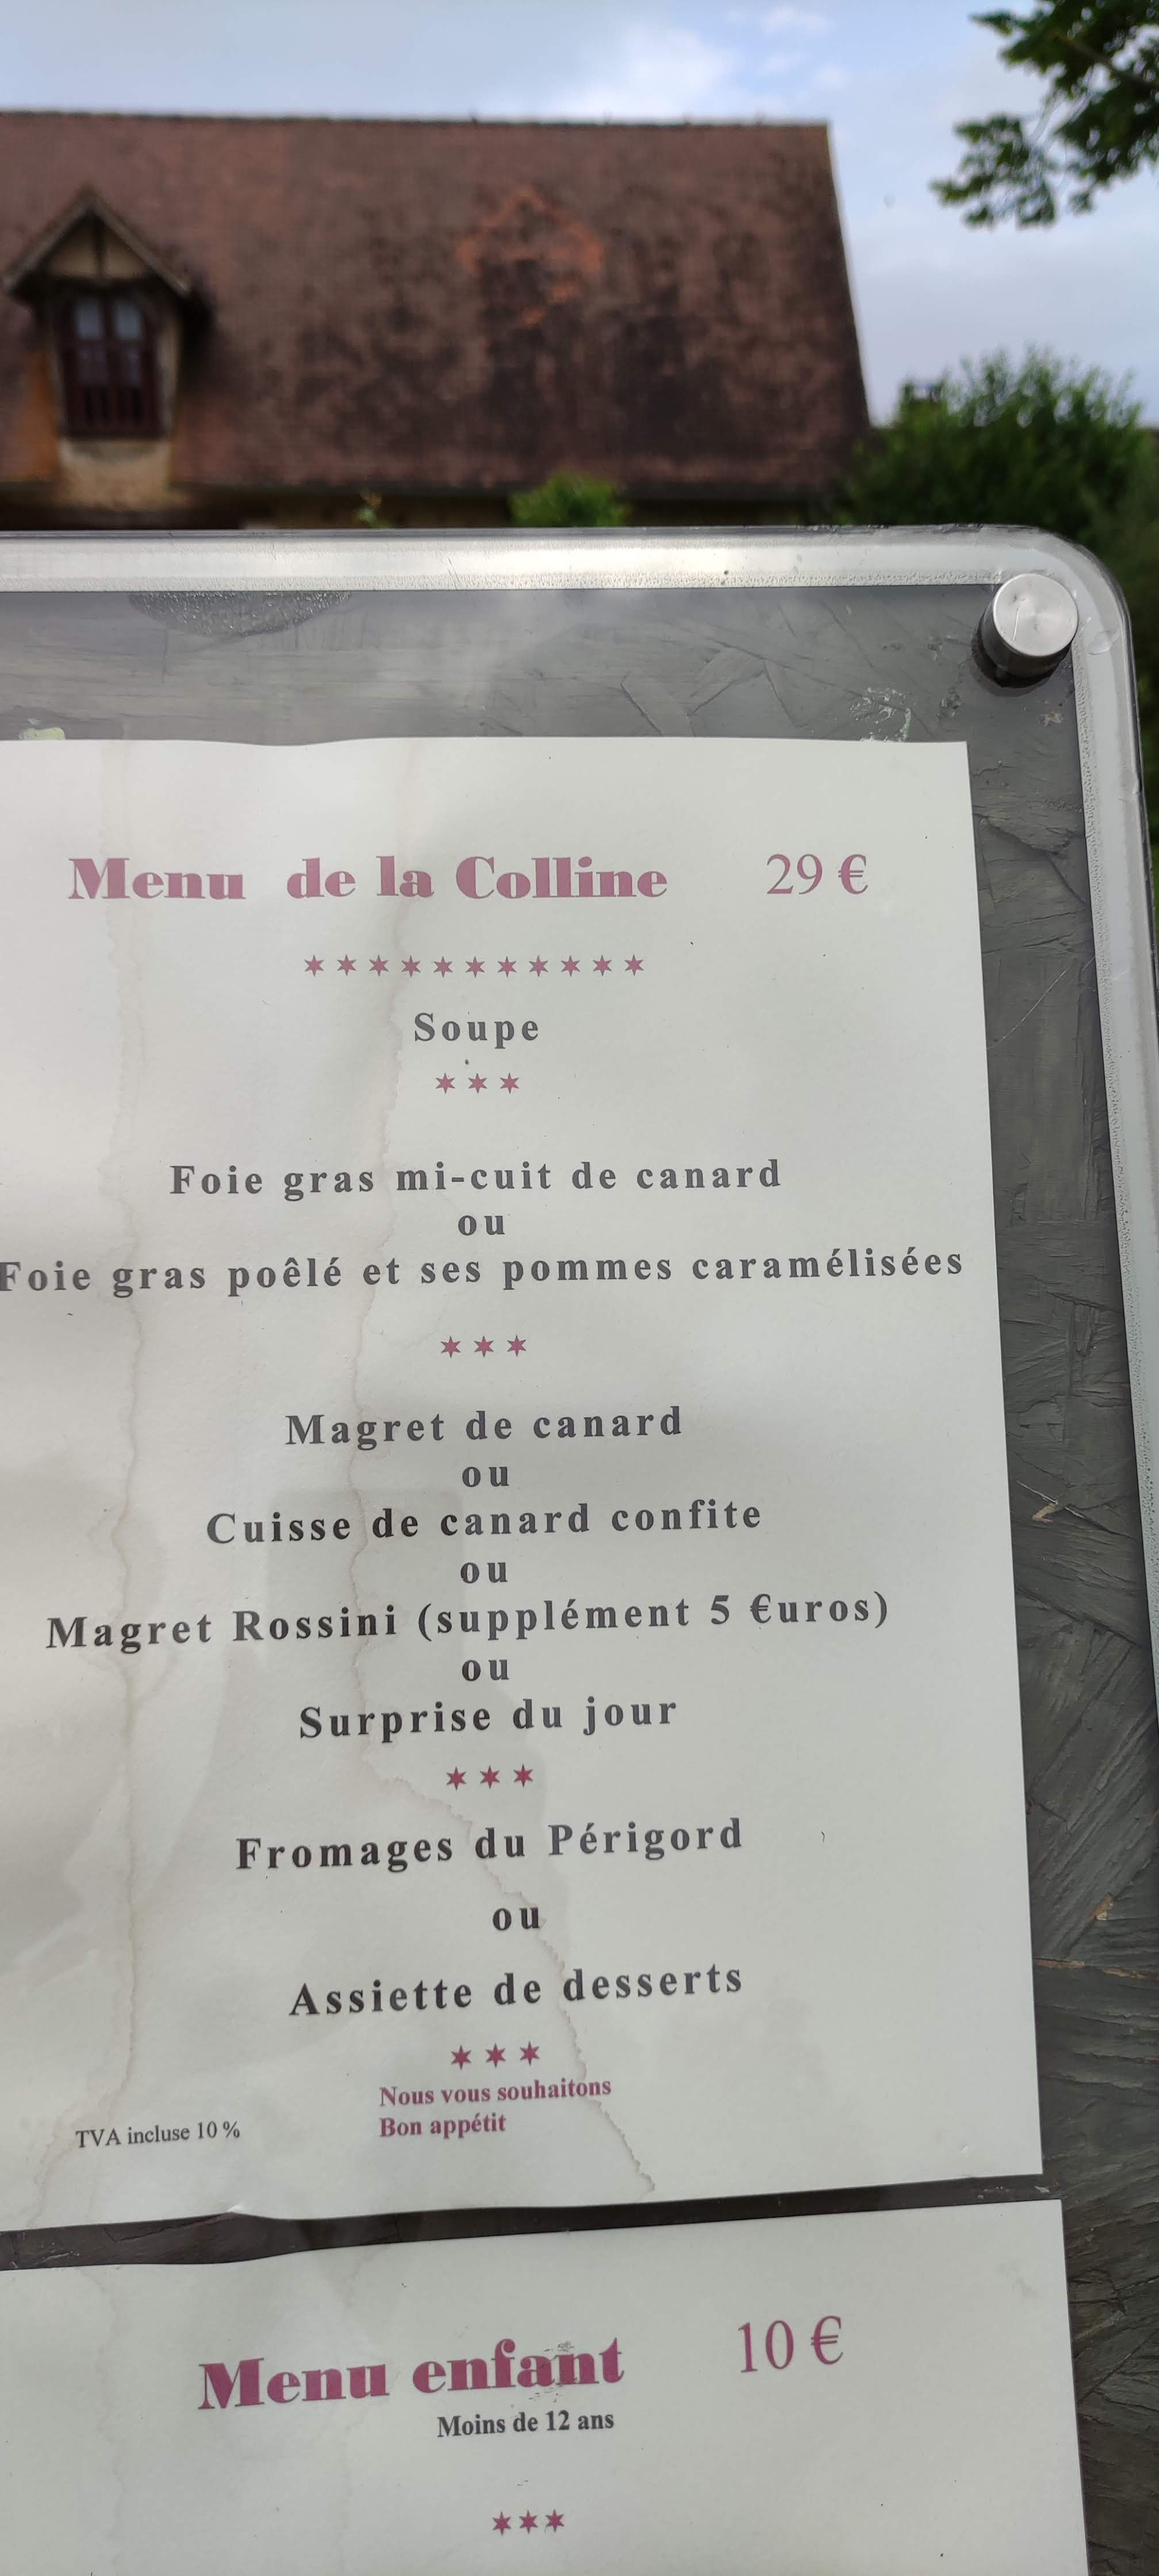 Menu de la Colline 29 €
***********
Soupe
***
Foie gras mi-cuit de canard
ou
Foie gras poêlé et ses pommes caramélisées
***
Magret de canard
ou
Cuisse de canard confite
ou
Magret Rossini (supplément 5 €uros)
ou
Surprise du jour
***
Fromages du Périgord
ou
Assiette de desserts
***
Nous vous souhaitons
Bon appétit
TVA incluse 10 %
Menu enfant 10 €
Moins de 12 ans
***